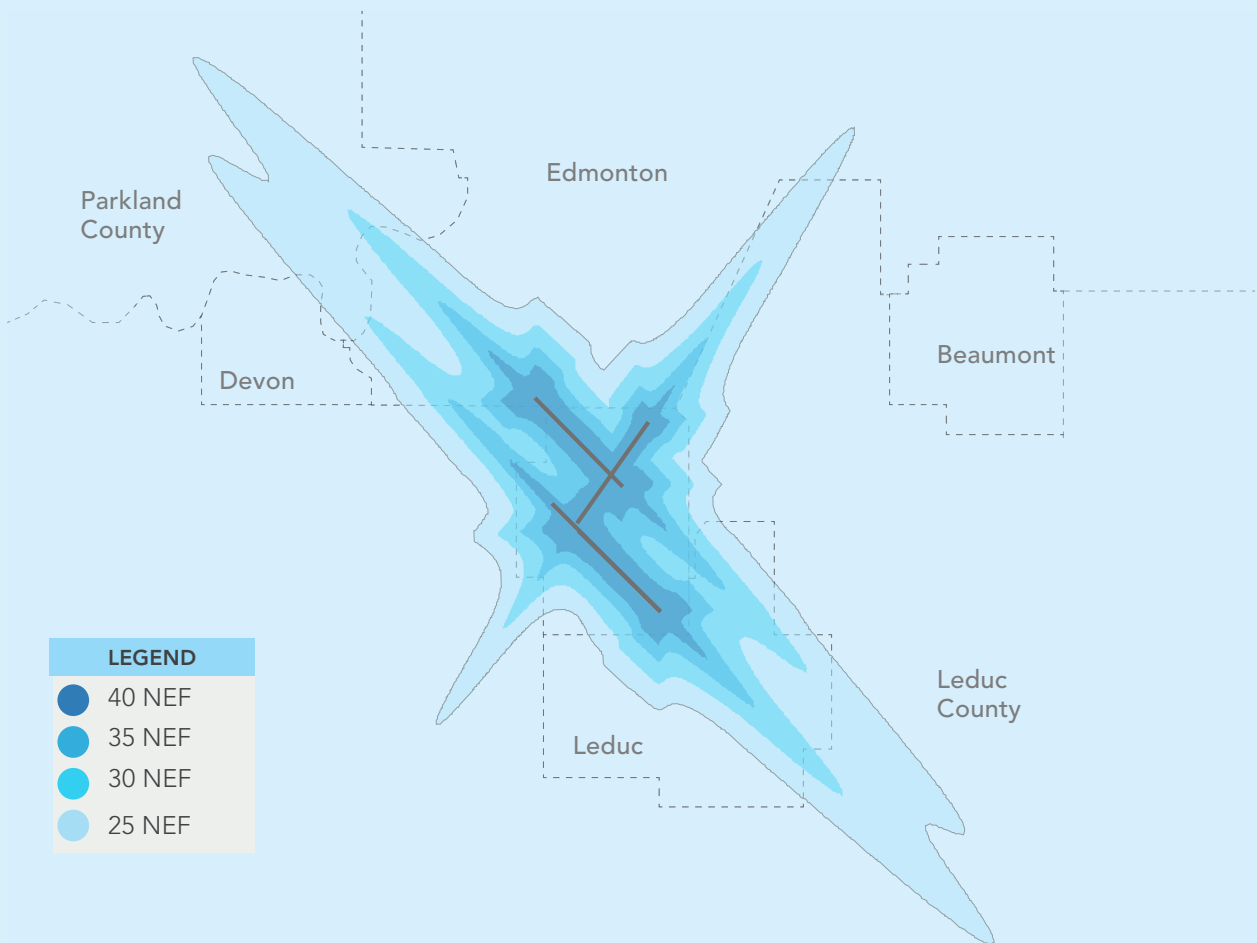 Edmonton
Parkland
County
Beaumont
Devon
LEGEND
40 NEF
35 NEF
30 NEF
25 NEF
Leduc
County
Leduc